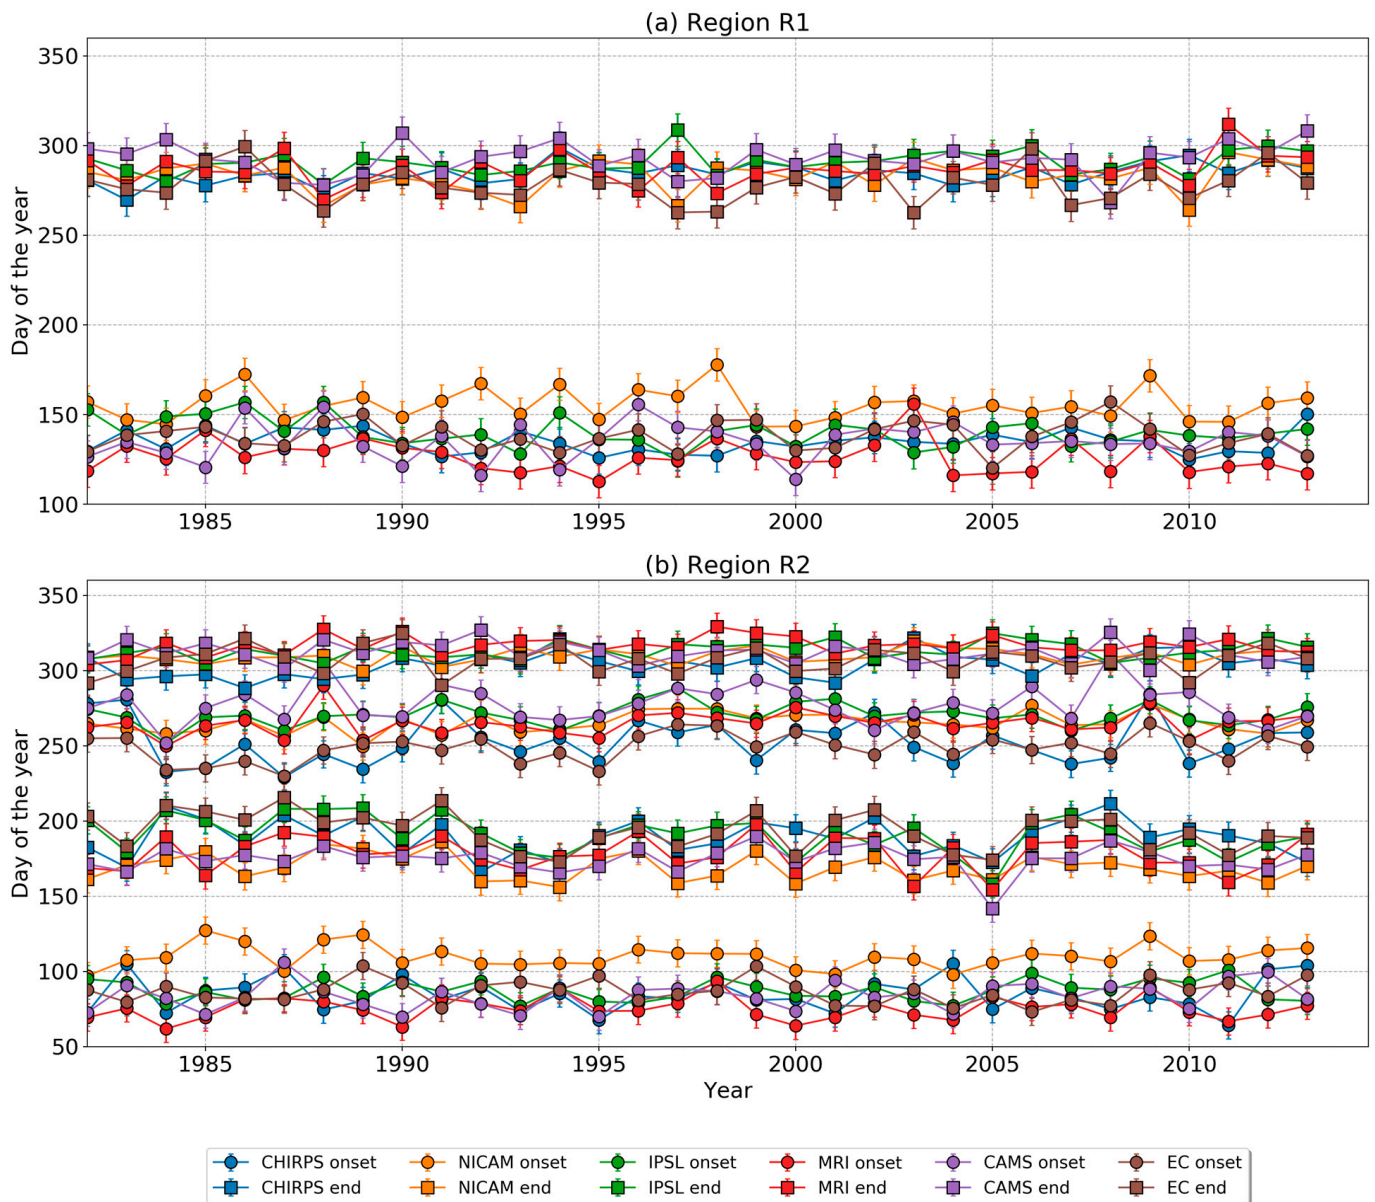 (a) Region R1
350
300
250
200
150
100
Day of the year
1985 1990 1995 2000 2005 2010
(b) Region R2
350
300
250
200
150
100
50
Day of the year
1985 1990 1995 2000 2005 2010
Year
CHIRPS onset NICAM onset IPSL onset MRI onset CAMS onset EC onset
CHIRPS end NICAM end IPSL end MRI end CAMS end EC end